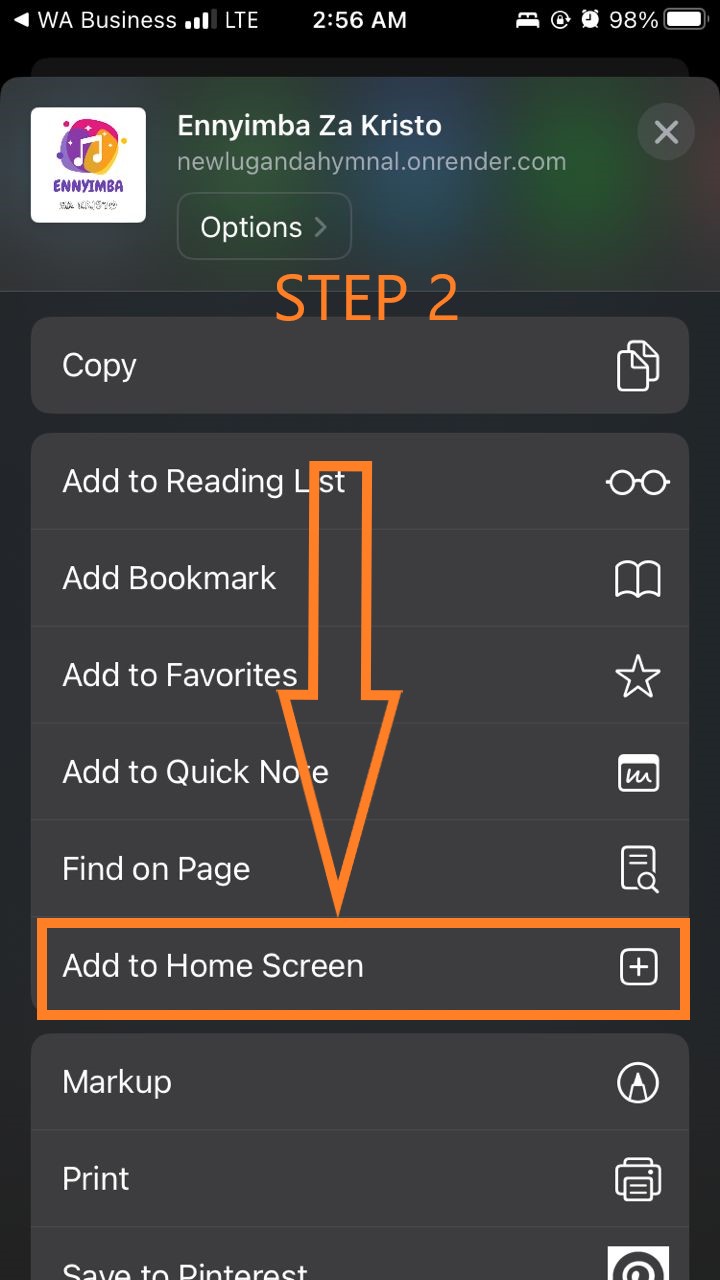 WA Business LTE 2:56 AM 98%
Ennyimba Za Kristo
newlugandahymnal.onrender.com
ENNYIMBA
ZA KRISTO
Options
STEP 2
Copy
Add to Reading List
Add Bookmark
Add to Favorites
Add to Quick Note
Find on Page
Add to Home Screen
Markup
Print
Save to Pinterest